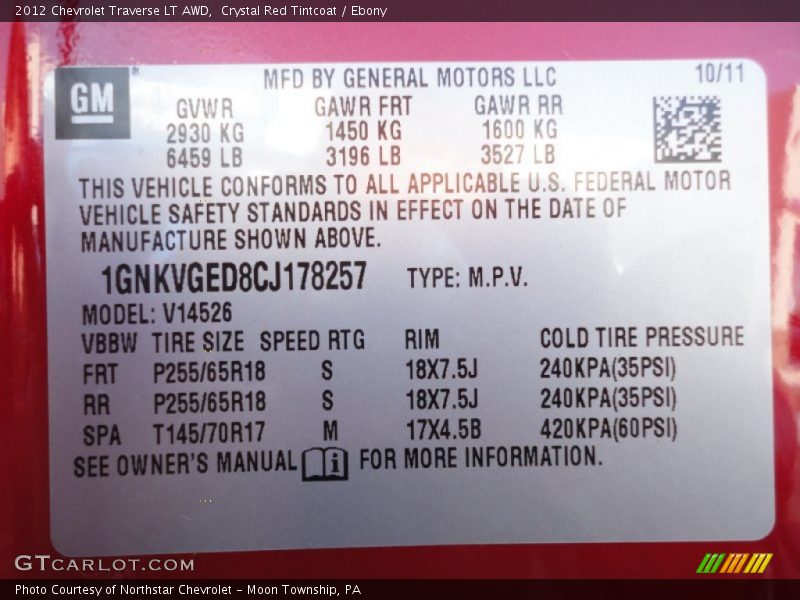 2012 Chevrolet Traverse LT AWD,  Crystal Red Tintcoat / Ebony
GM ® MFD BY GENERAL MOTORS LLC 10/11
GVWR GAWR FRT GAWR RR
2930 KG 1450 KG 1600 KG
6459 LB 3196 LB 3527 LB
THIS VEHICLE CONFORMS TO ALL APPLICABLE U.S. FEDERAL MOTOR
VEHICLE SAFETY STANDARDS IN EFFECT ON THE DATE OF
MANUFACTURE SHOWN ABOVE.
1GNKVGED8CJ178257 TYPE: M.P.V.
MODEL: V14526
VBBW TIRE SIZE SPEED RTG RIM COLD TIRE PRESSURE
FRT P255/65R18 S 18X7.5J 240KPA(35PSI)
RR P255/65R18 S 18X7.5J 240KPA(35PSI)
SPA T145/70R17 M 17X4.5B 420KPA(60PSI)
SEE OWNER'S MANUAL i FOR MORE INFORMATION.
GTCARLOT.COM
Photo Courtesy of Northstar Chevrolet - Moon Township, PA